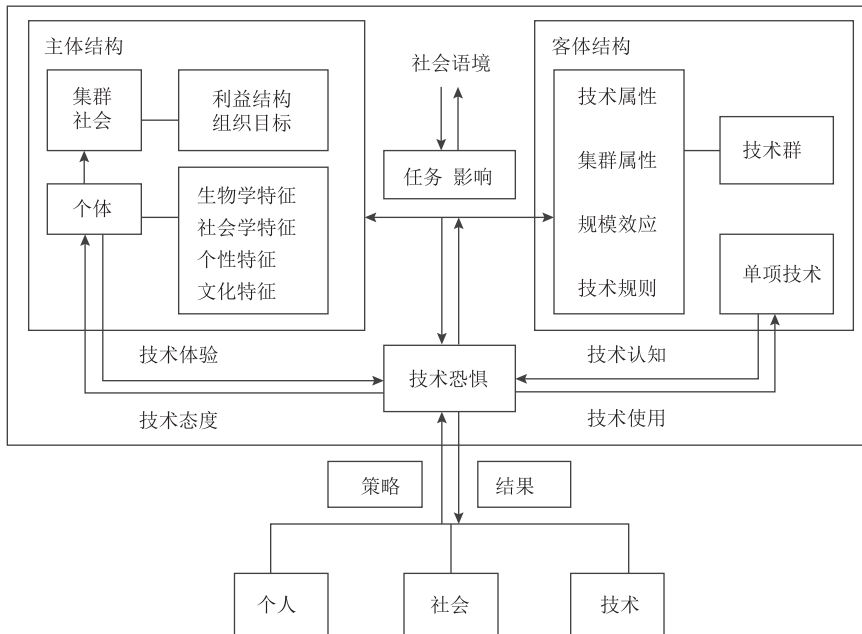 主体结构
集群
社会
利益结构
组织目标
个体
生物学特征
社会学特征
个性特征
文化特征
社会语境
任务 影响
客体结构
技术属性
集群属性
规模效应
技术规则
技术群
单项技术
技术体验
技术态度
技术恐惧
技术认知
技术使用
策略
结果
个人
社会
技术